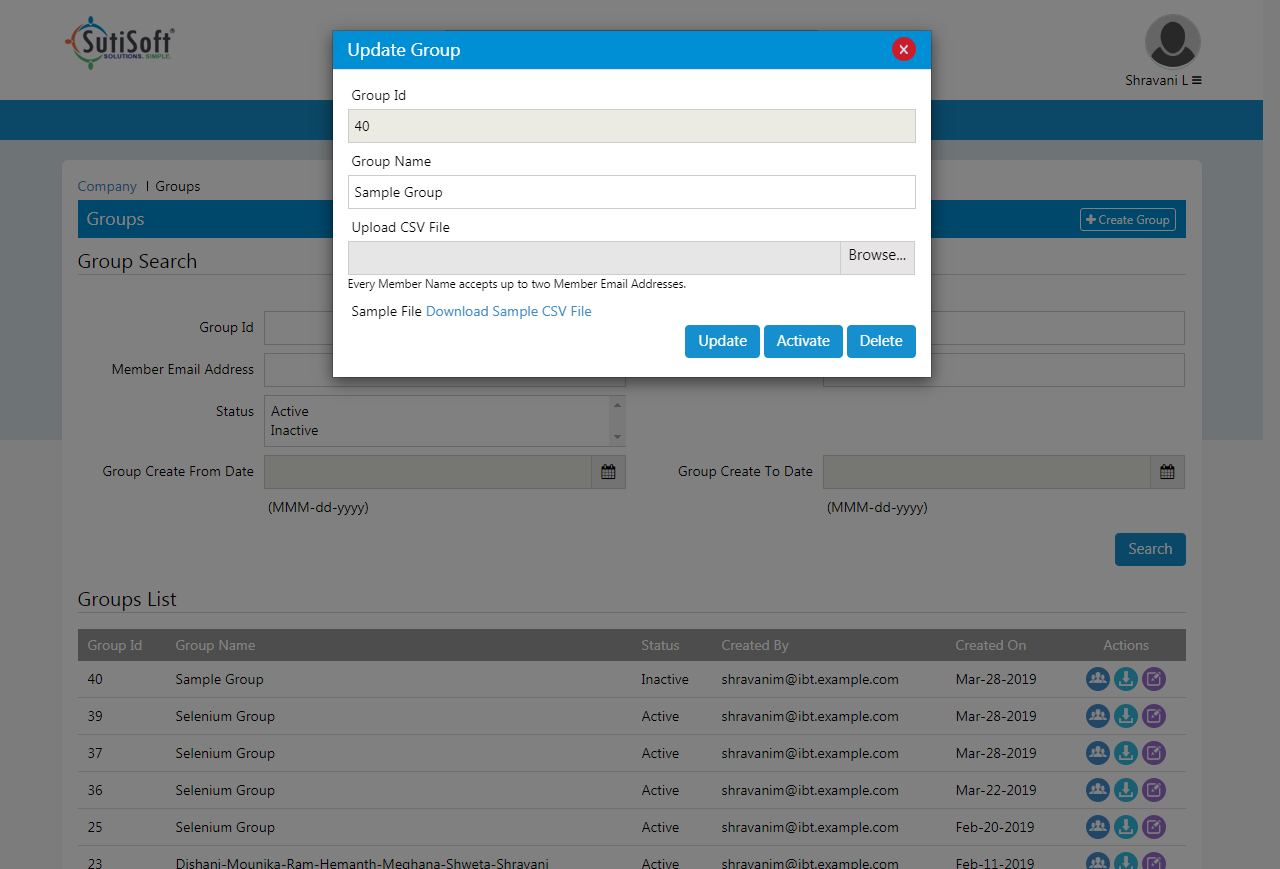 SutiSoft
SOLUTIONS. SIMPLE.
Shravani L
Update Group
Group Id
40
Group Name
Sample Group
Upload CSV File
Browse...
Every Member Name accepts up to two Member Email Addresses.
Sample File Download Sample CSV File
Update Activate Delete
Company | Groups
Groups
Create Group
Group Search
Group Id
Member Email Address
Status
Active
Inactive
Group Create From Date
(MMM-dd-yyyy)
Group Create To Date
(MMM-dd-yyyy)
Search
Groups List
Group Id Group Name Status Created By Created On Actions
40 Sample Group Inactive shravanim@ibt.example.com Mar-28-2019
39 Selenium Group Active shravanim@ibt.example.com Mar-28-2019
37 Selenium Group Active shravanim@ibt.example.com Mar-28-2019
36 Selenium Group Active shravanim@ibt.example.com Mar-22-2019
25 Selenium Group Active shravanim@ibt.example.com Feb-20-2019
23 Dishani-Mounika-Ram-Hemanth-Meghana-Shweta-Shravani Active shravanim@ibt.example.com Feb-11-2019